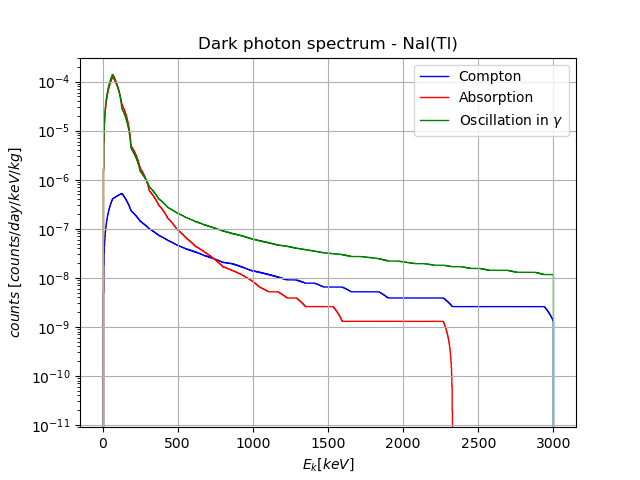 Dark photon spectrum - NaI(Tl)
Compton
Absorption
Oscillation in γ
10⁻⁴
10⁻⁵
10⁻⁶
10⁻⁷
10⁻⁸
10⁻⁹
10⁻¹⁰
10⁻¹¹
counts [counts/day/keV/kg]
0 500 1000 1500 2000 2500 3000
E_k[keV]